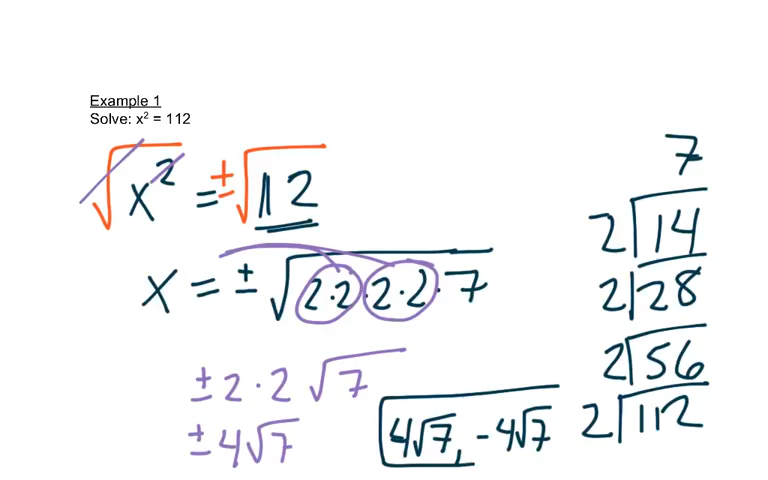 Example 1
Solve: x² = 112
√x² = ±√112
x = ±√2·2·2·2·7
±2·2√7
±4√7
4√7, -4√7
7
2√14
2√28
2√56
2√112